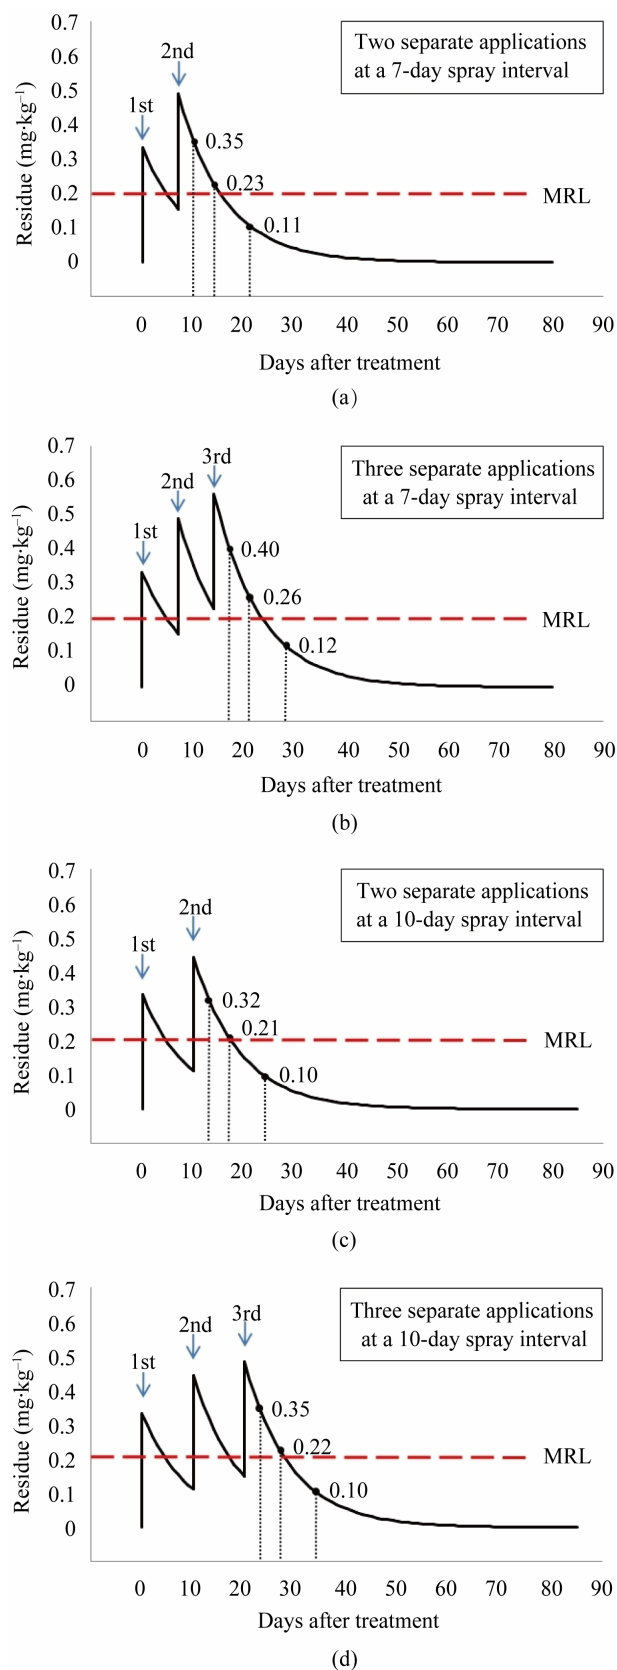 0.7
0.6
0.5
0.4
0.3
0.2
0.1
0
Residue (mg·kg⁻¹)
Two separate applications
at a 7-day spray interval
1st
2nd
0.35
0.23
0.11
MRL
0 10 20 30 40 50 60 70 80 90
Days after treatment
(a)
0.7
0.6
0.5
0.4
0.3
0.2
0.1
0
Residue (mg·kg⁻¹)
Three separate applications
at a 7-day spray interval
1st
2nd
3rd
0.40
0.26
0.12
MRL
0 10 20 30 40 50 60 70 80 90
Days after treatment
(b)
0.7
0.6
0.5
0.4
0.3
0.2
0.1
0
Residue (mg·kg⁻¹)
Two separate applications
at a 10-day spray interval
1st
2nd
0.32
0.21
0.10
MRL
0 10 20 30 40 50 60 70 80 90
Days after treatment
(c)
0.7
0.6
0.5
0.4
0.3
0.2
0.1
0
Residue (mg·kg⁻¹)
Three separate applications
at a 10-day spray interval
1st
2nd
3rd
0.35
0.22
0.10
MRL
0 10 20 30 40 50 60 70 80 90
Days after treatment
(d)